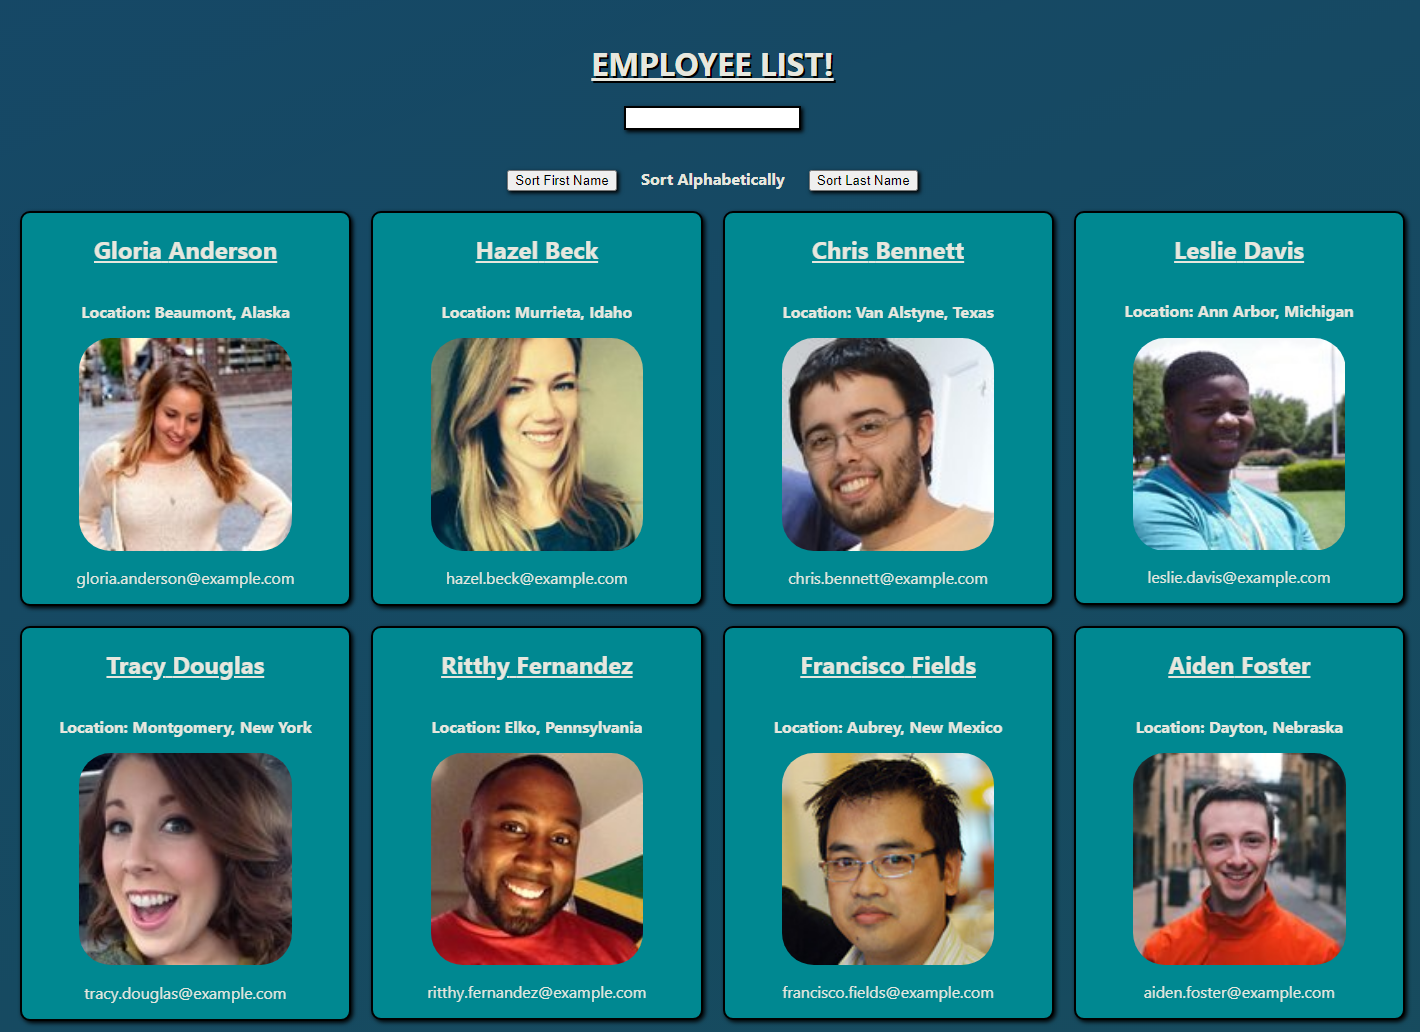 EMPLOYEE LIST!
Sort First Name Sort Alphabetically Sort Last Name
Gloria Anderson
Location: Beaumont, Alaska
gloria.anderson@example.com
Hazel Beck
Location: Murrieta, Idaho
hazel.beck@example.com
Chris Bennett
Location: Van Alstyne, Texas
chris.bennett@example.com
Leslie Davis
Location: Ann Arbor, Michigan
leslie.davis@example.com
Tracy Douglas
Location: Montgomery, New York
tracy.douglas@example.com
Ritthy Fernandez
Location: Elko, Pennsylvania
ritthy.fernandez@example.com
Francisco Fields
Location: Aubrey, New Mexico
francisco.fields@example.com
Aiden Foster
Location: Dayton, Nebraska
aiden.foster@example.com